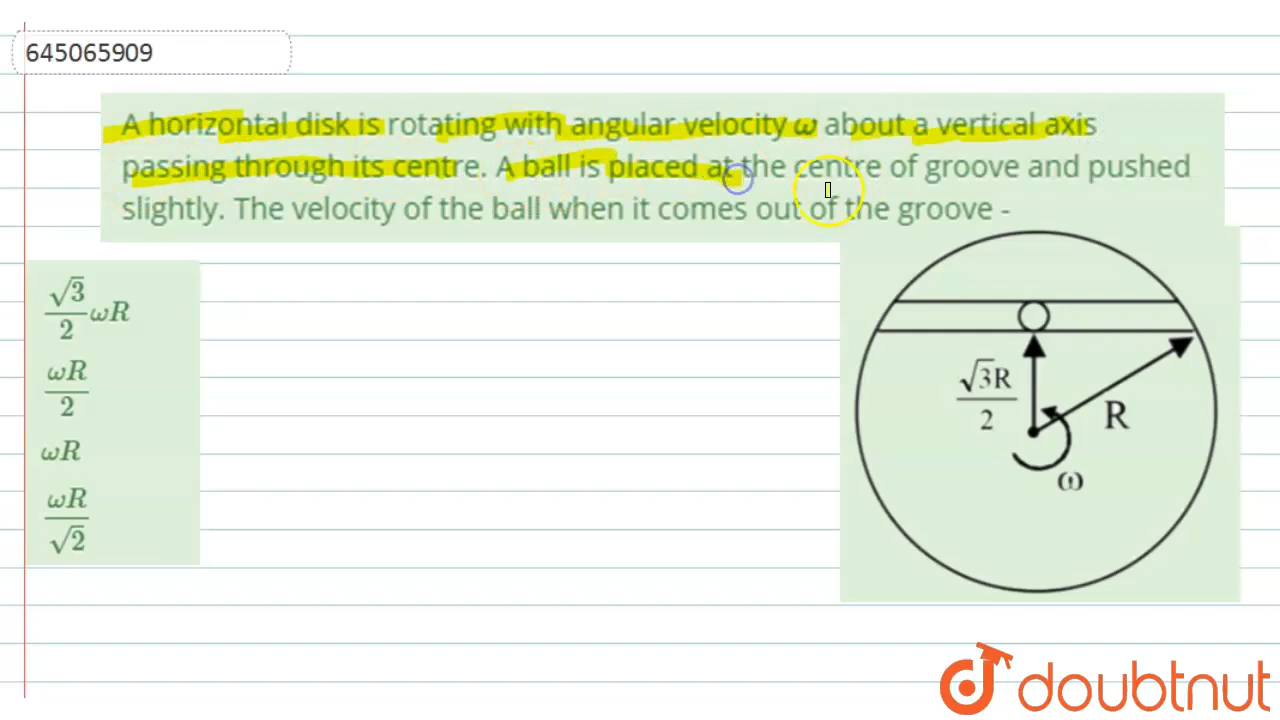 645065909
A horizontal disk is rotating with angular velocity ω about a vertical axis
passing through its centre. A ball is placed at the centre of groove and pushed
slightly. The velocity of the ball when it comes out of the groove -
√3/2 ωR
ωR/2
ωR
ωR/√2
√3R/2
R
ω
doubtnut